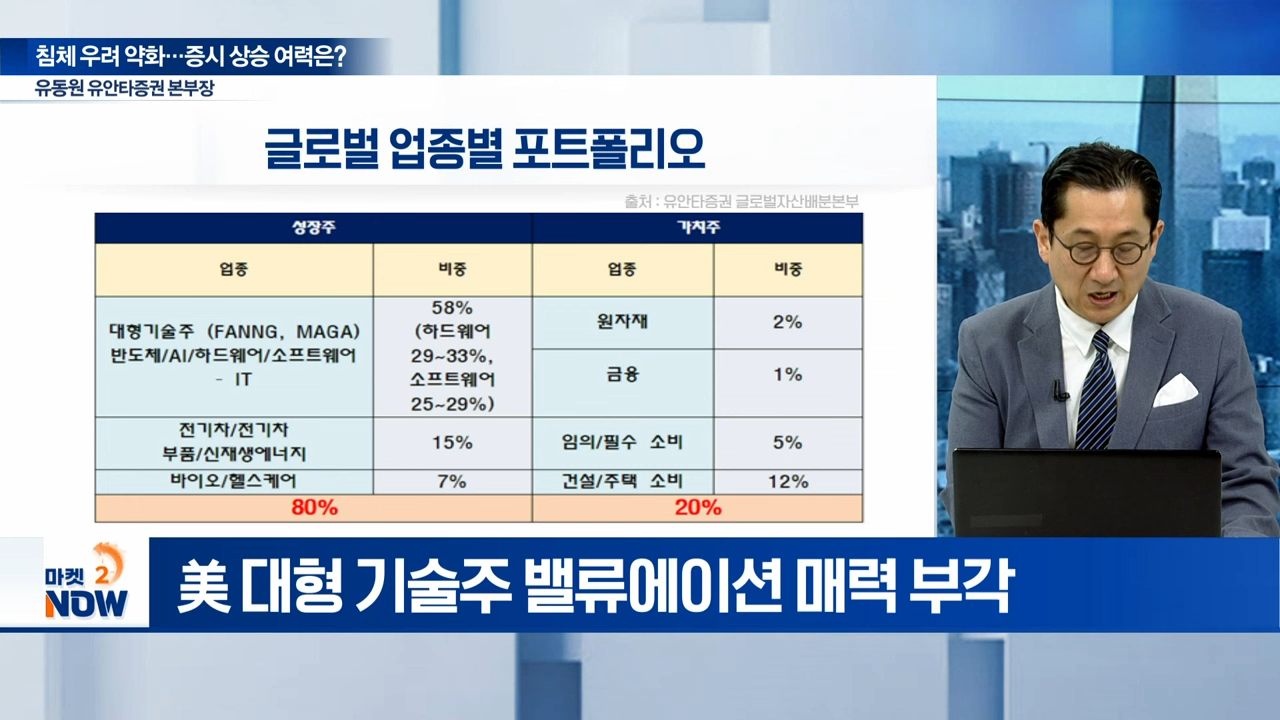 침체 우려 약화…증시 상승 여력은?
유동원 유안타증권 본부장
글로벌 업종별 포트폴리오
출처 : 유안타증권 글로벌자산배분본부
성장주 가치주
업종 비중 업종 비중
대형기술주 (FANNG, MAGA)
반도체/AI/하드웨어/소프트웨어
- IT
58%
(하드웨어
29~33%,
소프트웨어
25~29%)
원자재 2%
금융 1%
전기차/전기차
부품/신재생에너지
15%
임의/필수 소비 5%
바이오/헬스케어 7% 건설/주택 소비 12%
80% 20%
마켓 2
NOW
美 대형 기술주 밸류에이션 매력 부각